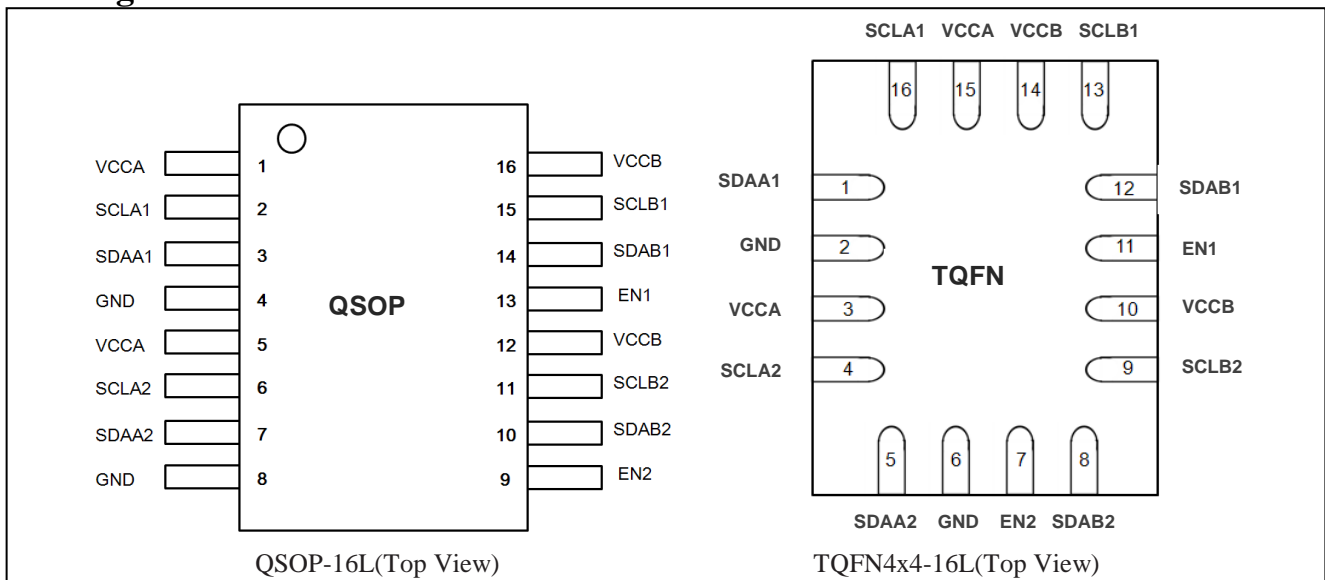 VCCA 1 16 VCCB
SCLA1 2 15 SCLB1
SDAA1 3 14 SDAB1
GND 4 13 EN1
QSOP
VCCA 5 12 VCCB
SCLA2 6 11 SCLB2
SDAA2 7 10 SDAB2
GND 8 9 EN2
QSOP-16L(Top View)
SCLA1 VCCA VCCB SCLB1
16 15 14 13
SDAA1 1 12 SDAB1
GND 2 11 EN1
TQFN
VCCA 3 10 VCCB
SCLA2 4 9 SCLB2
5 6 7 8
SDAA2 GND EN2 SDAB2
TQFN4x4-16L(Top View)